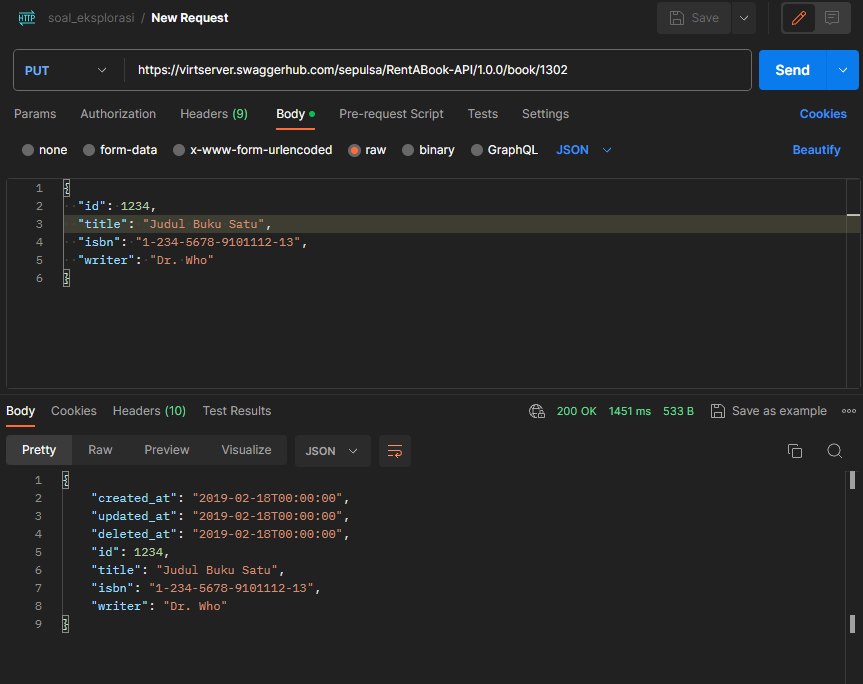 HTTP soal_eksplorasi / New Request Save
PUT https://virtserver.swaggerhub.com/sepulsa/RentABook-API/1.0.0/book/1302 Send
Params Authorization Headers (9) Body Pre-request Script Tests Settings Cookies
none form-data x-www-form-urlencoded raw binary GraphQL JSON Beautify
1 {
2 "id": 1234,
3 "title": "Judul Buku Satu",
4 "isbn": "1-234-5678-9101112-13",
5 "writer": "Dr. Who"
6 }
Body Cookies Headers (10) Test Results 200 OK 1451 ms 533 B Save as example
Pretty Raw Preview Visualize JSON
1 {
2 "created_at": "2019-02-18T00:00:00",
3 "updated_at": "2019-02-18T00:00:00",
4 "deleted_at": "2019-02-18T00:00:00",
5 "id": 1234,
6 "title": "Judul Buku Satu",
7 "isbn": "1-234-5678-9101112-13",
8 "writer": "Dr. Who"
9 }